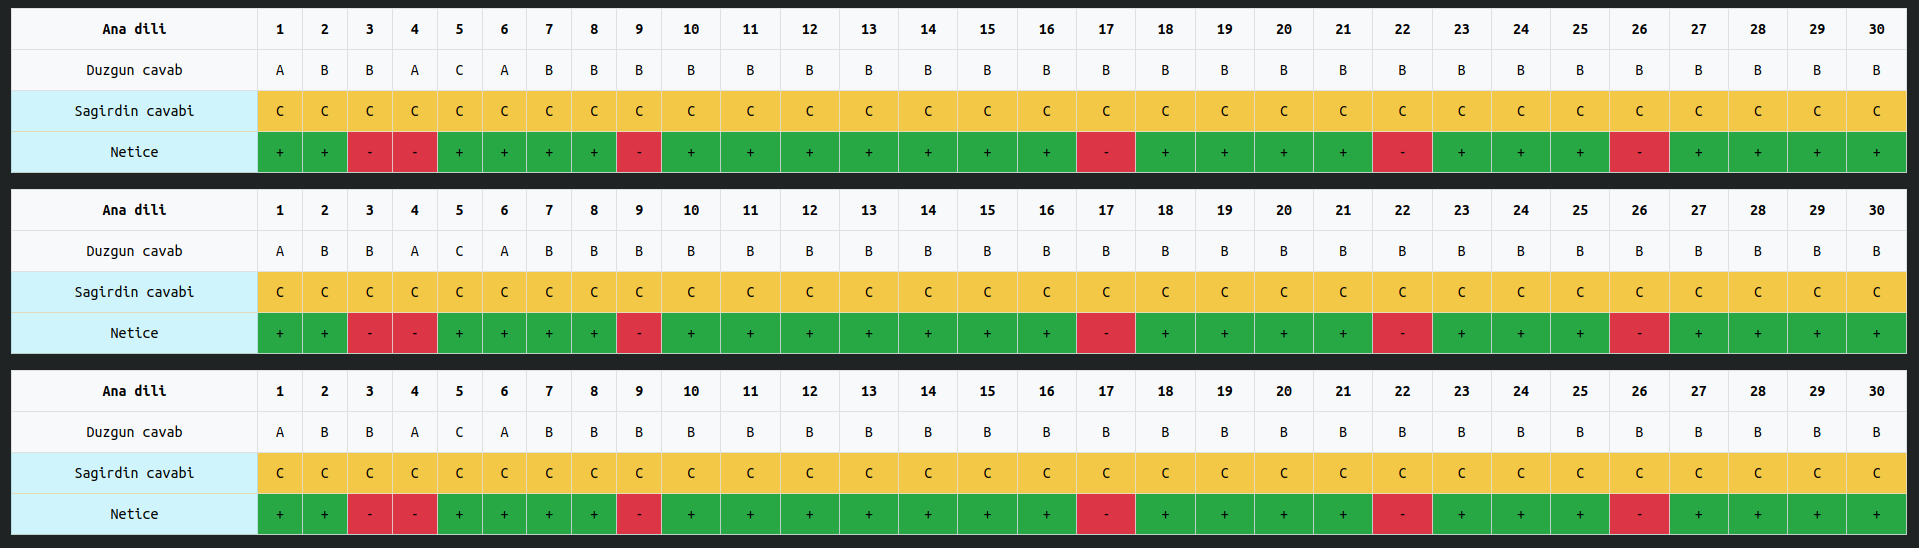 Ana dili 1 2 3 4 5 6 7 8 9 10 11 12 13 14 15 16 17 18 19 20 21 22 23 24 25 26 27 28 29 30
Duzgun cavab A B B A C A B B B B B B B B B B B B B B B B B B B B B B B B
Sagirdin cavabi C C C C C C C C C C C C C C C C C C C C C C C C C C C C C C
Netice + + - - + + + + - + + + + + + + - + + + + - + + + - + + + +
Ana dili 1 2 3 4 5 6 7 8 9 10 11 12 13 14 15 16 17 18 19 20 21 22 23 24 25 26 27 28 29 30
Duzgun cavab A B B A C A B B B B B B B B B B B B B B B B B B B B B B B B
Sagirdin cavabi C C C C C C C C C C C C C C C C C C C C C C C C C C C C C C
Netice + + - - + + + + - + + + + + + + - + + + + - + + + - + + + +
Ana dili 1 2 3 4 5 6 7 8 9 10 11 12 13 14 15 16 17 18 19 20 21 22 23 24 25 26 27 28 29 30
Duzgun cavab A B B A C A B B B B B B B B B B B B B B B B B B B B B B B B
Sagirdin cavabi C C C C C C C C C C C C C C C C C C C C C C C C C C C C C C
Netice + + - - + + + + - + + + + + + + - + + + + - + + + - + + + +